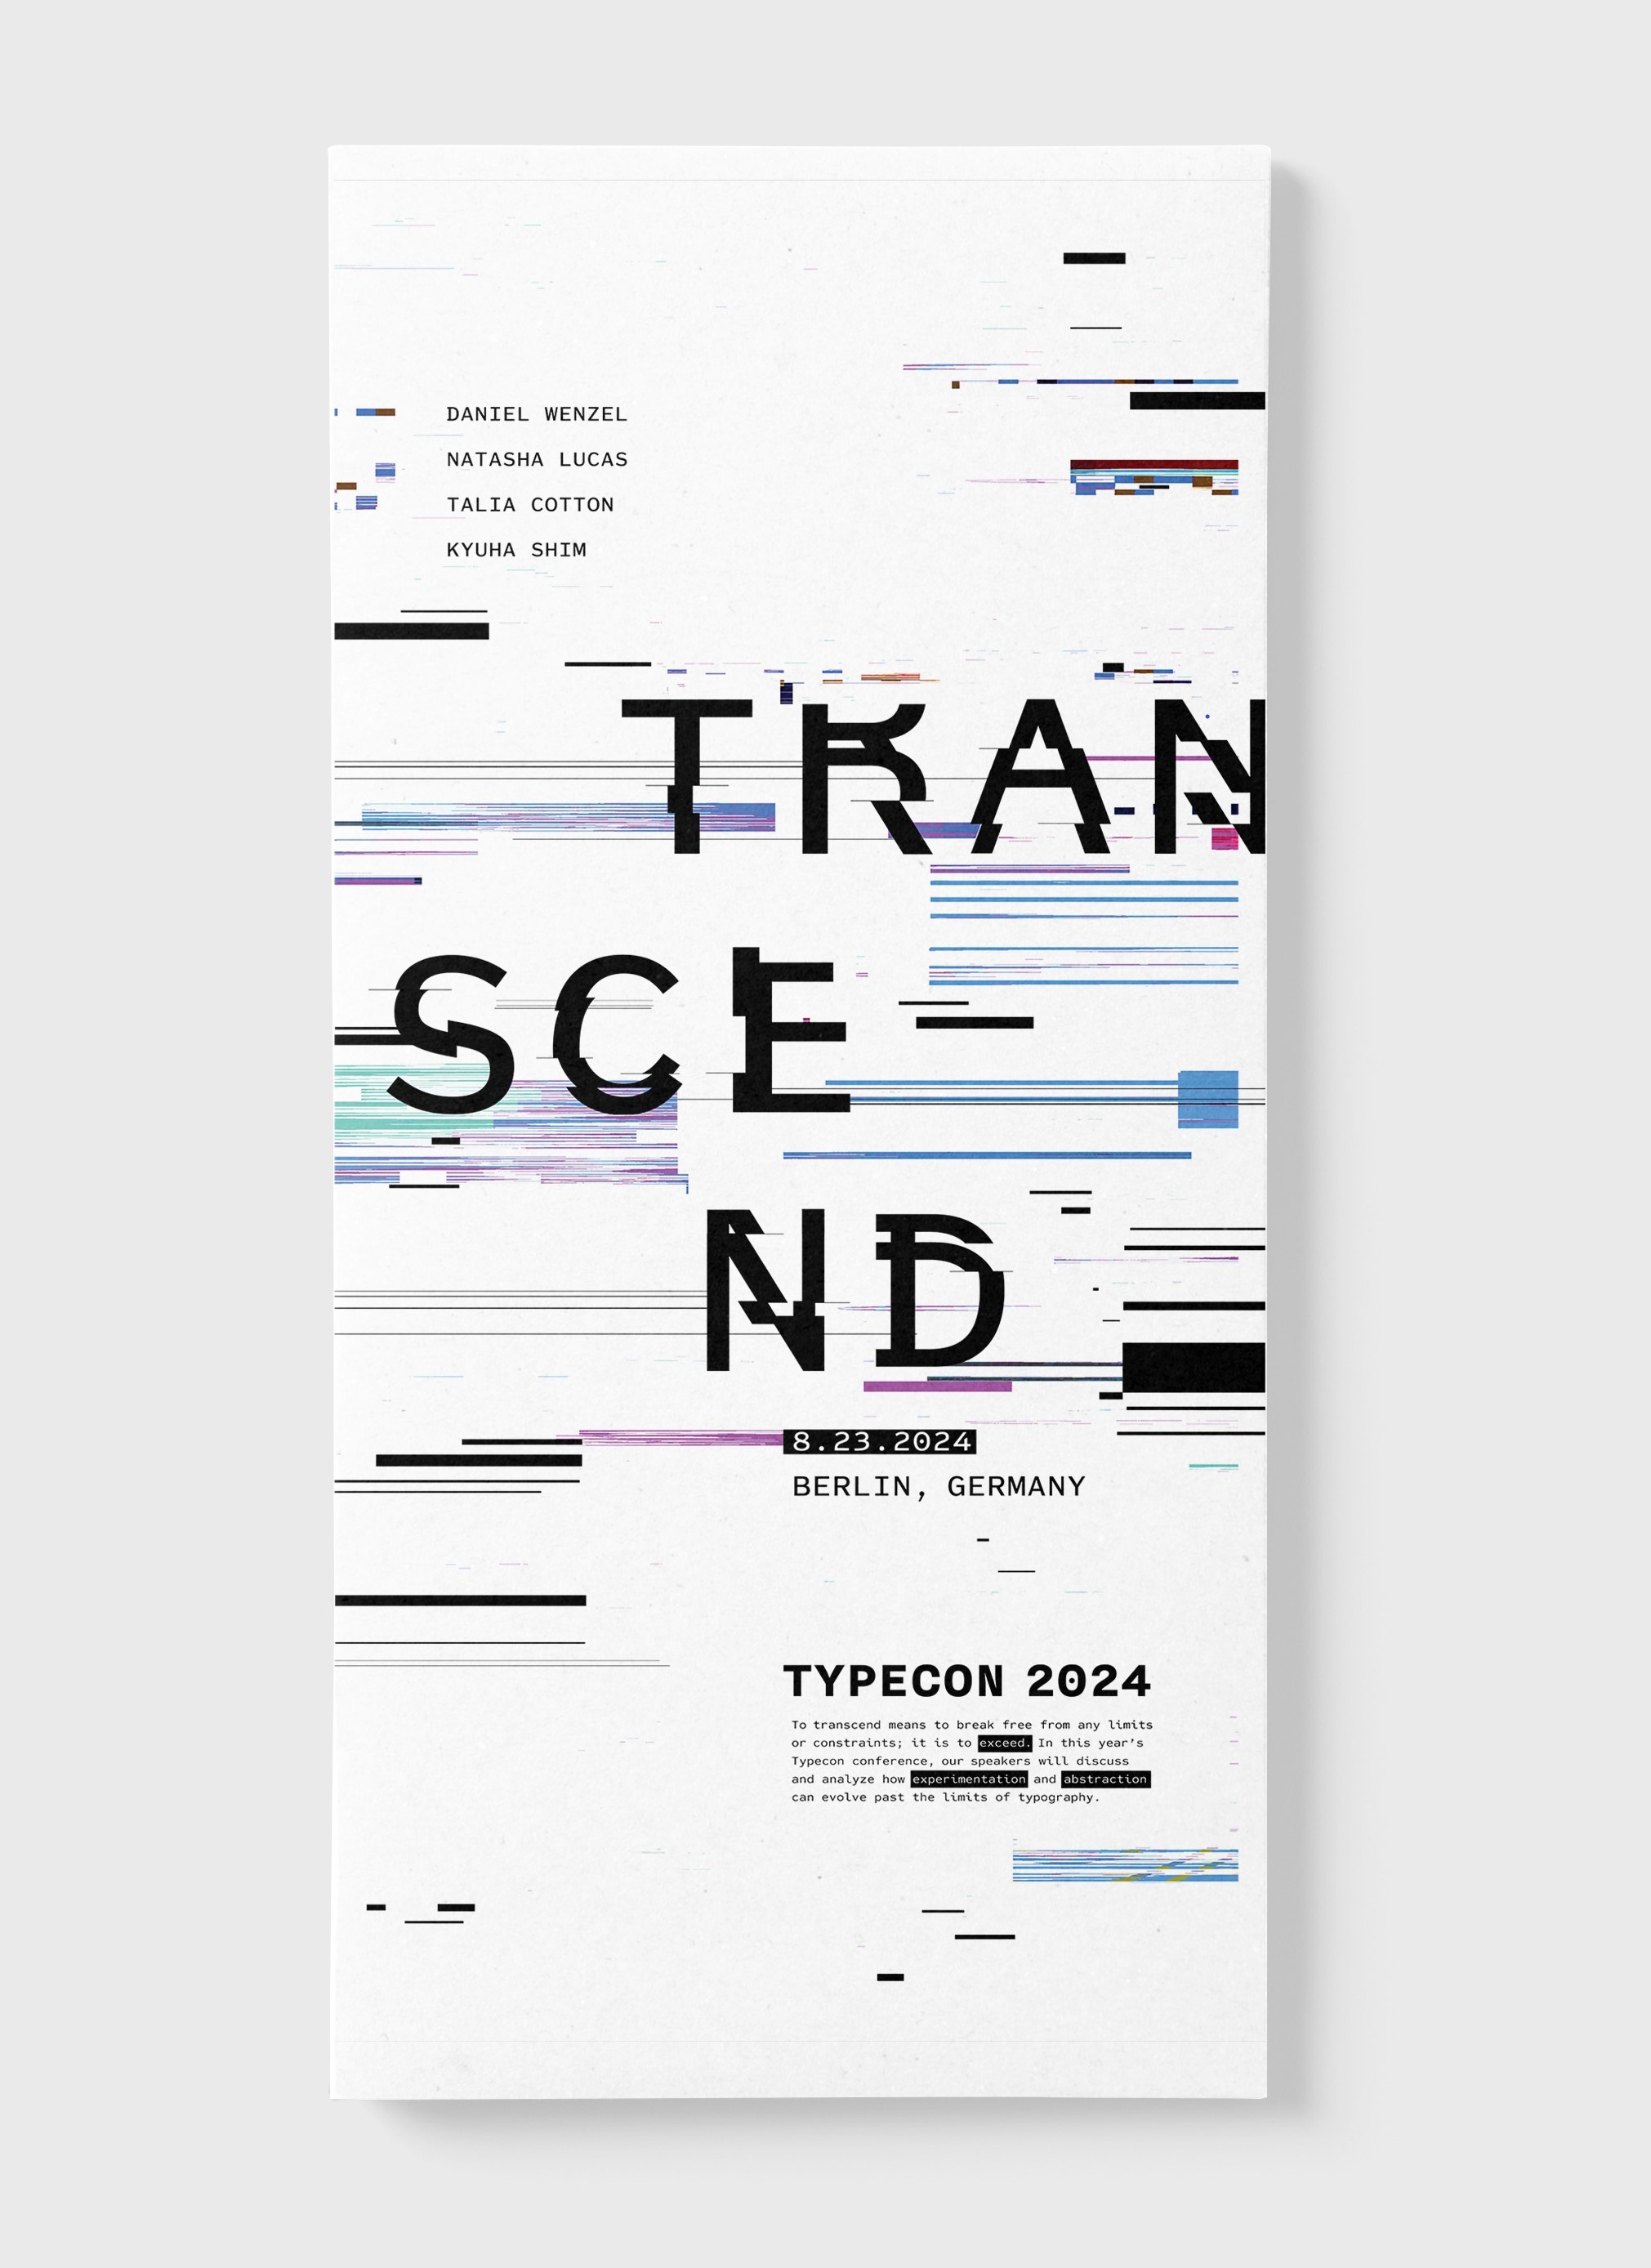 DANIEL WENZEL
NATASHA LUCAS
TALIA COTTON
KYUHA SHIM
TRAN
SCE
ND
8.23.2024
BERLIN, GERMANY
TYPECON 2024
To transcend means to break free from any limits
or constraints; it is to exceed. In this year’s
Typecon conference, our speakers will discuss
and analyze how experimentation and abstraction
can evolve past the limits of typography.